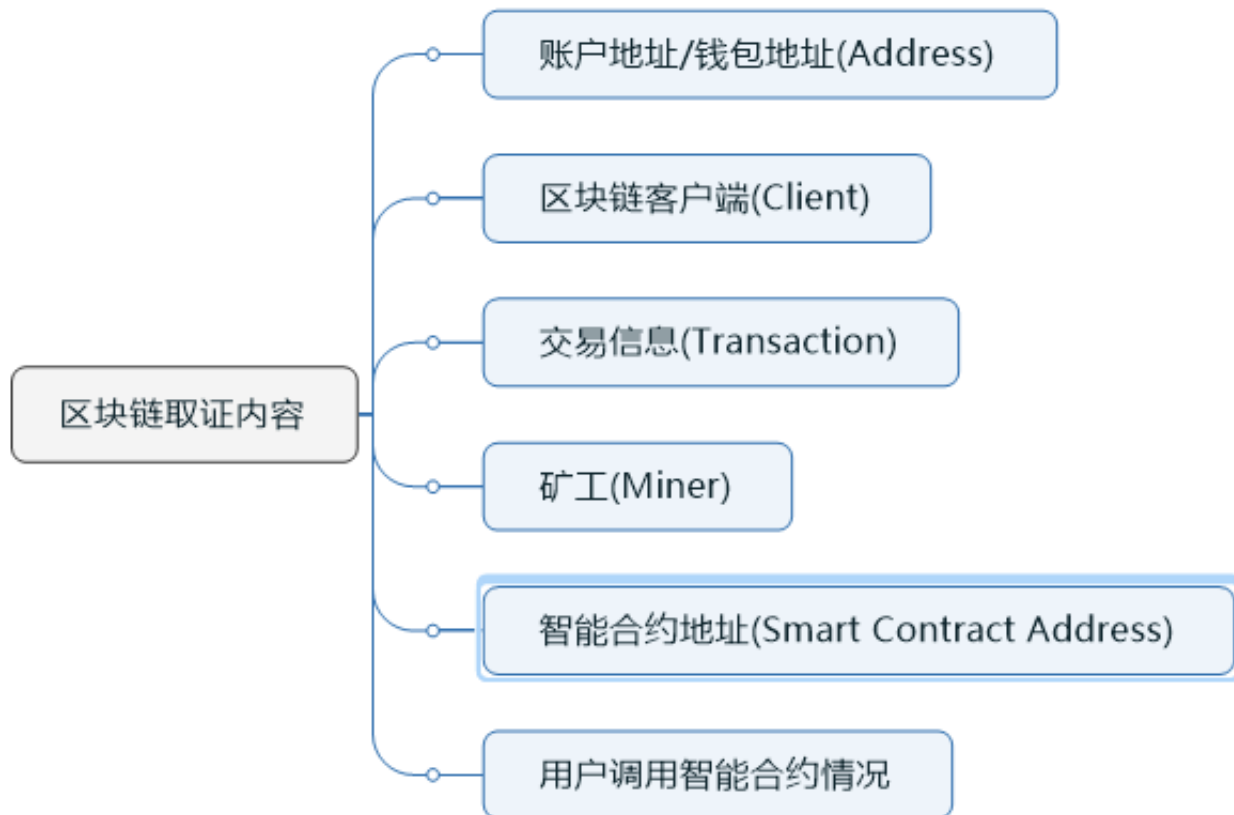 账户地址/钱包地址(Address)
区块链客户端(Client)
交易信息(Transaction)
区块链取证内容
矿工(Miner)
智能合约地址(Smart Contract Address)
用户调用智能合约情况